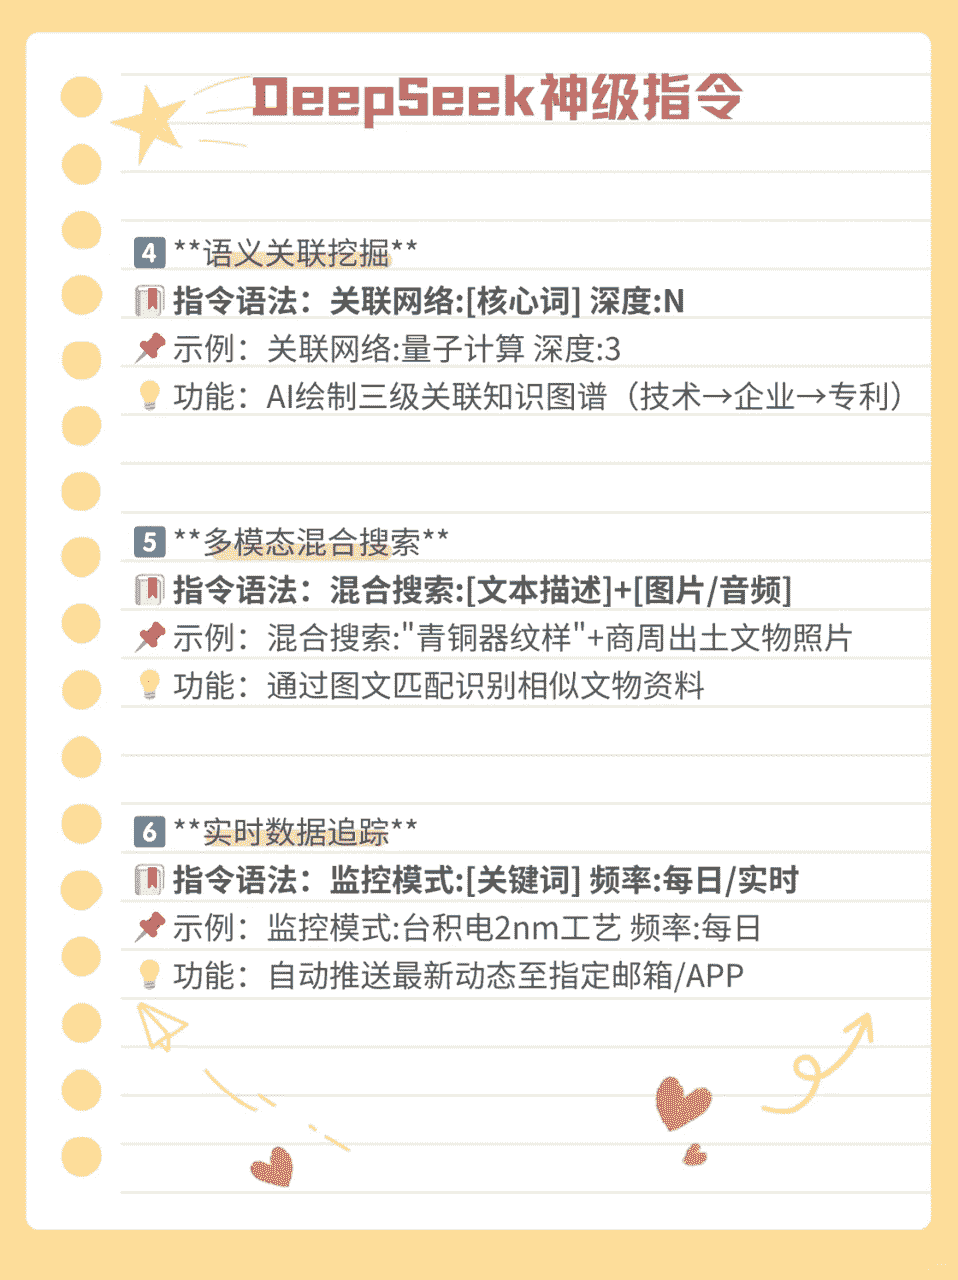 DeepSeek神级指令
4 **语义关联挖掘**
指令语法：关联网络:[核心词] 深度:N
示例：关联网络:量子计算 深度:3
功能：AI绘制三级关联知识图谱（技术→企业→专利）
5 **多模态混合搜索**
指令语法：混合搜索:[文本描述]+[图片/音频]
示例：混合搜索:"青铜器纹样"+商周出土文物照片
功能：通过图文匹配识别相似文物资料
6 **实时数据追踪**
指令语法：监控模式:[关键词] 频率:每日/实时
示例：监控模式:台积电2nm工艺 频率:每日
功能：自动推送最新动态至指定邮箱/APP